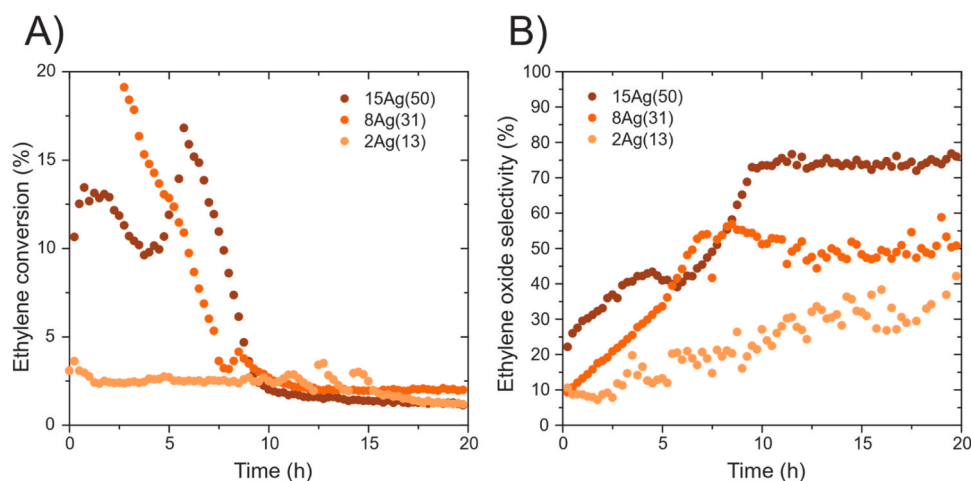 A)
Ethylene conversion (%)
20
15
10
5
0
0 5 10 15 20
Time (h)
15Ag(50)
8Ag(31)
2Ag(13)
B)
Ethylene oxide selectivity (%)
100
90
80
70
60
50
40
30
20
10
0
0 5 10 15 20
Time (h)
15Ag(50)
8Ag(31)
2Ag(13)